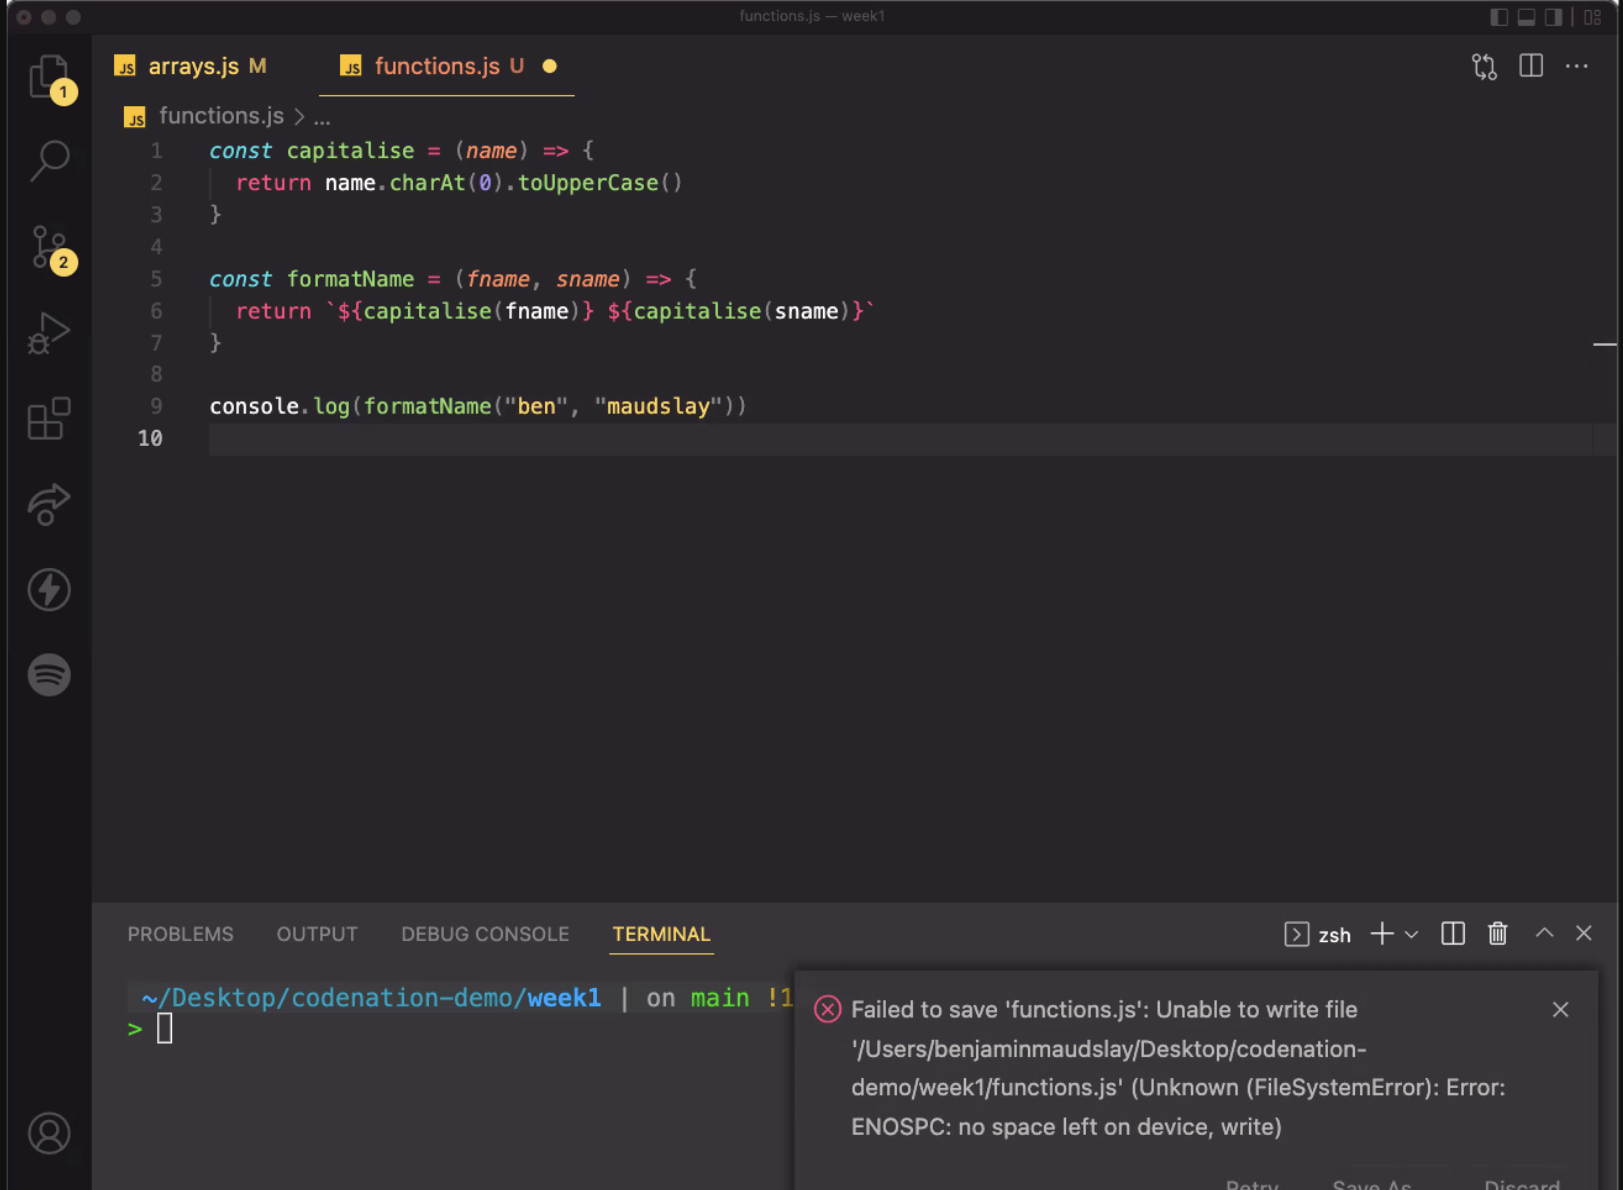 functions.js — week1
JS arrays.js M
JS functions.js U
JS functions.js > ...
1
1 const capitalise = (name) => {
2 return name.charAt(0).toUpperCase()
3 }
4
2
5 const formatName = (fname, sname) => {
6 return `${capitalise(fname)} ${capitalise(sname)}`
7 }
8
9 console.log(formatName("ben", "maudslay"))
10
PROBLEMS OUTPUT DEBUG CONSOLE TERMINAL zsh
~/Desktop/codenation-demo/week1 | on main !1
>
Failed to save 'functions.js': Unable to write file
'/Users/benjaminmaudslay/Desktop/codenation-
demo/week1/functions.js' (Unknown (FileSystemError): Error:
ENOSPC: no space left on device, write)
Retry Save As... Discard